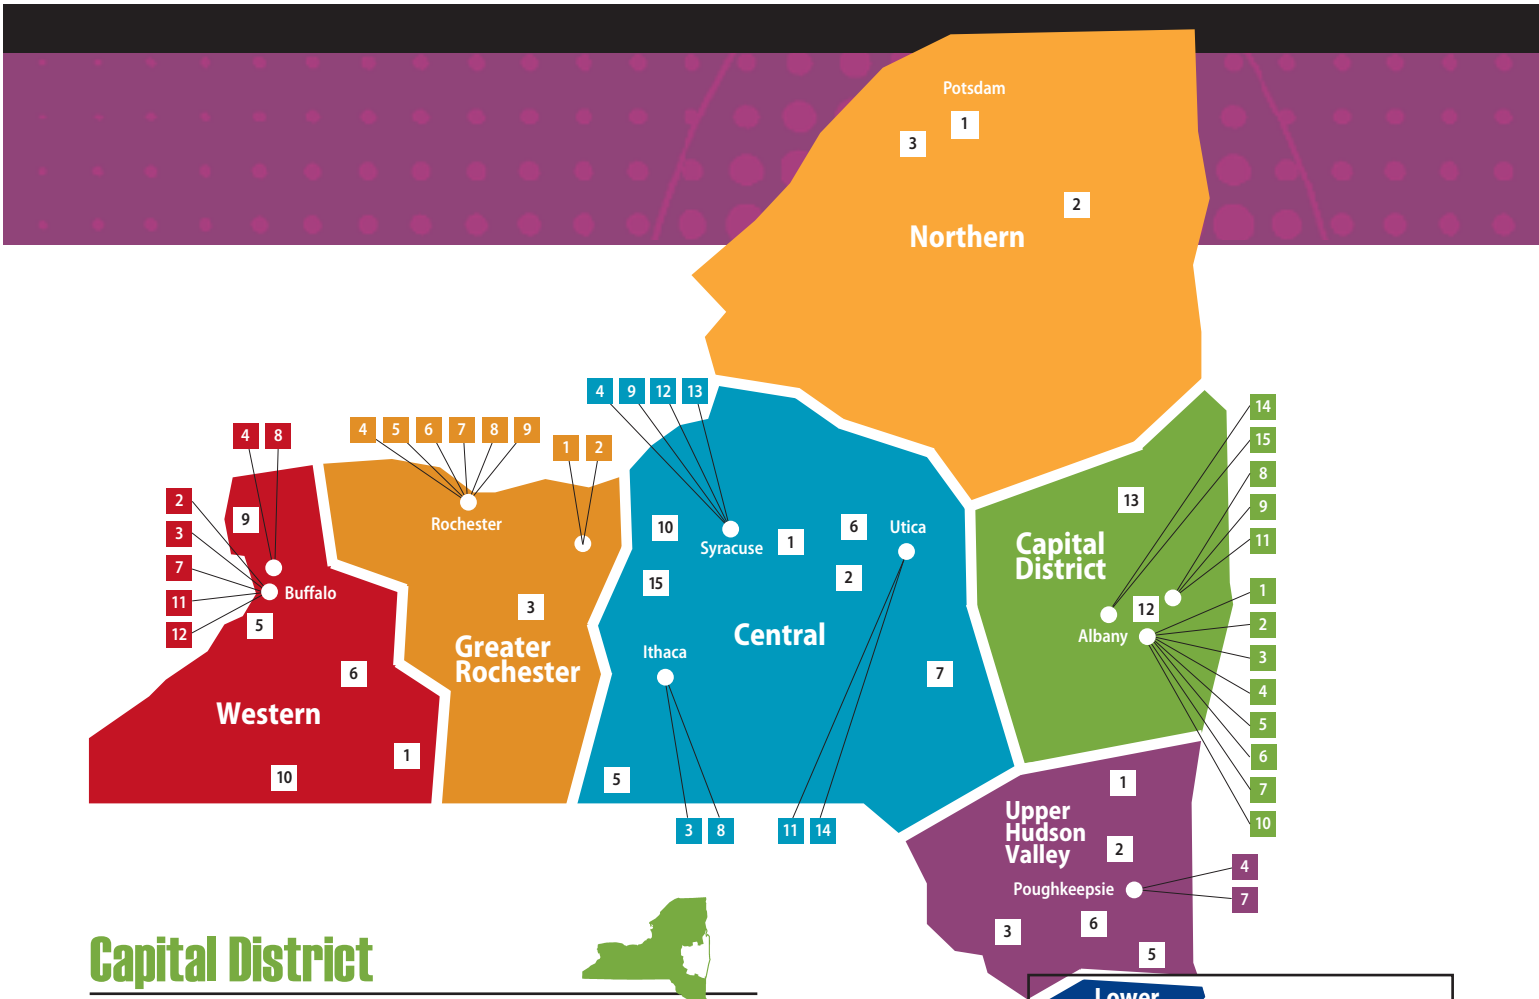 Potsdam
1
3
2
Northern
4 9 12 13
14
4 8
4 5 6 7 8 9
1 2
15
8
2
9
3
7
11
12
9
Buffalo
5
6
Western
1
10
Rochester
3
Greater
Rochester
10
Syracuse
1
6
Utica
2
15
Central
Ithaca
7
5
3 8
11 14
13
Capital
District
12
Albany
9
11
1
2
3
4
5
6
7
10
1
Upper
Hudson
Valley
2
Poughkeepsie
4
7
3
6
5
Capital District
Lower